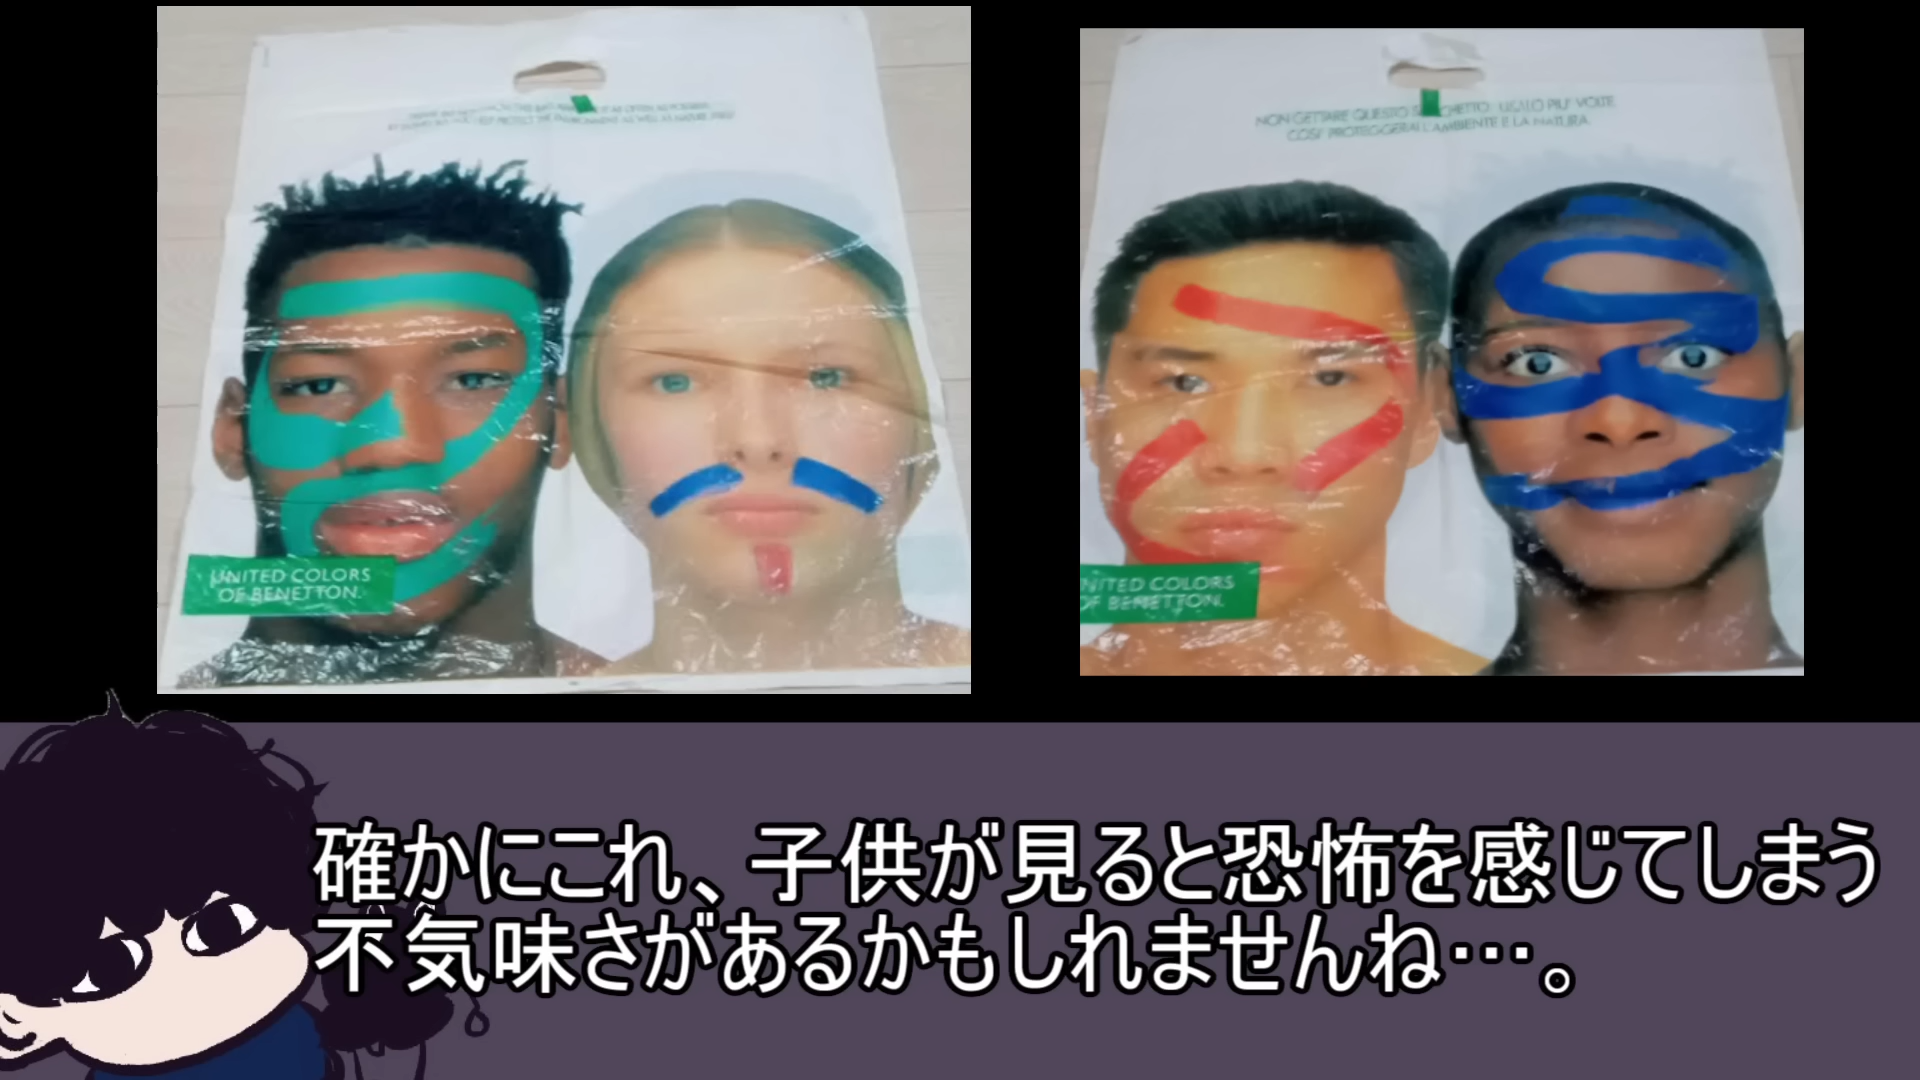 NON GETTARE QUESTO SACCHETTO. USALO PIU' VOLTE.
COSI' PROTEGGERAI L'AMBIENTE E LA NATURA.
UNITED COLORS
OF BENETTON.
NITED COLORS
OF BENETTON.
確かにこれ、子供が見ると恐怖を感じてしまう
不気味さがあるかもしれませんね…。